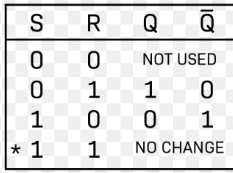 S R Q Q̅
0 0 NOT USED
0 1 1 0
1 0 0 1
* 1 1 NO CHANGE